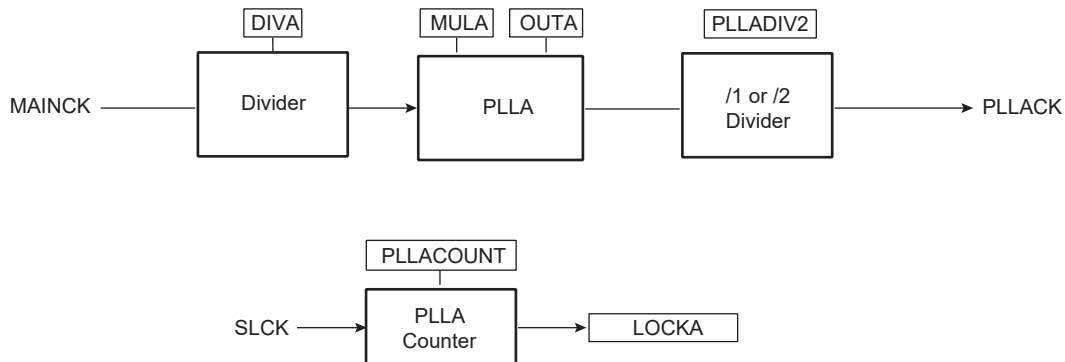 DIVA
MULA
OUTA
PLLADIV2
MAINCK
Divider
PLLA
/1 or /2
Divider
PLLACK
PLLACOUNT
SLCK
PLLA
Counter
LOCKA